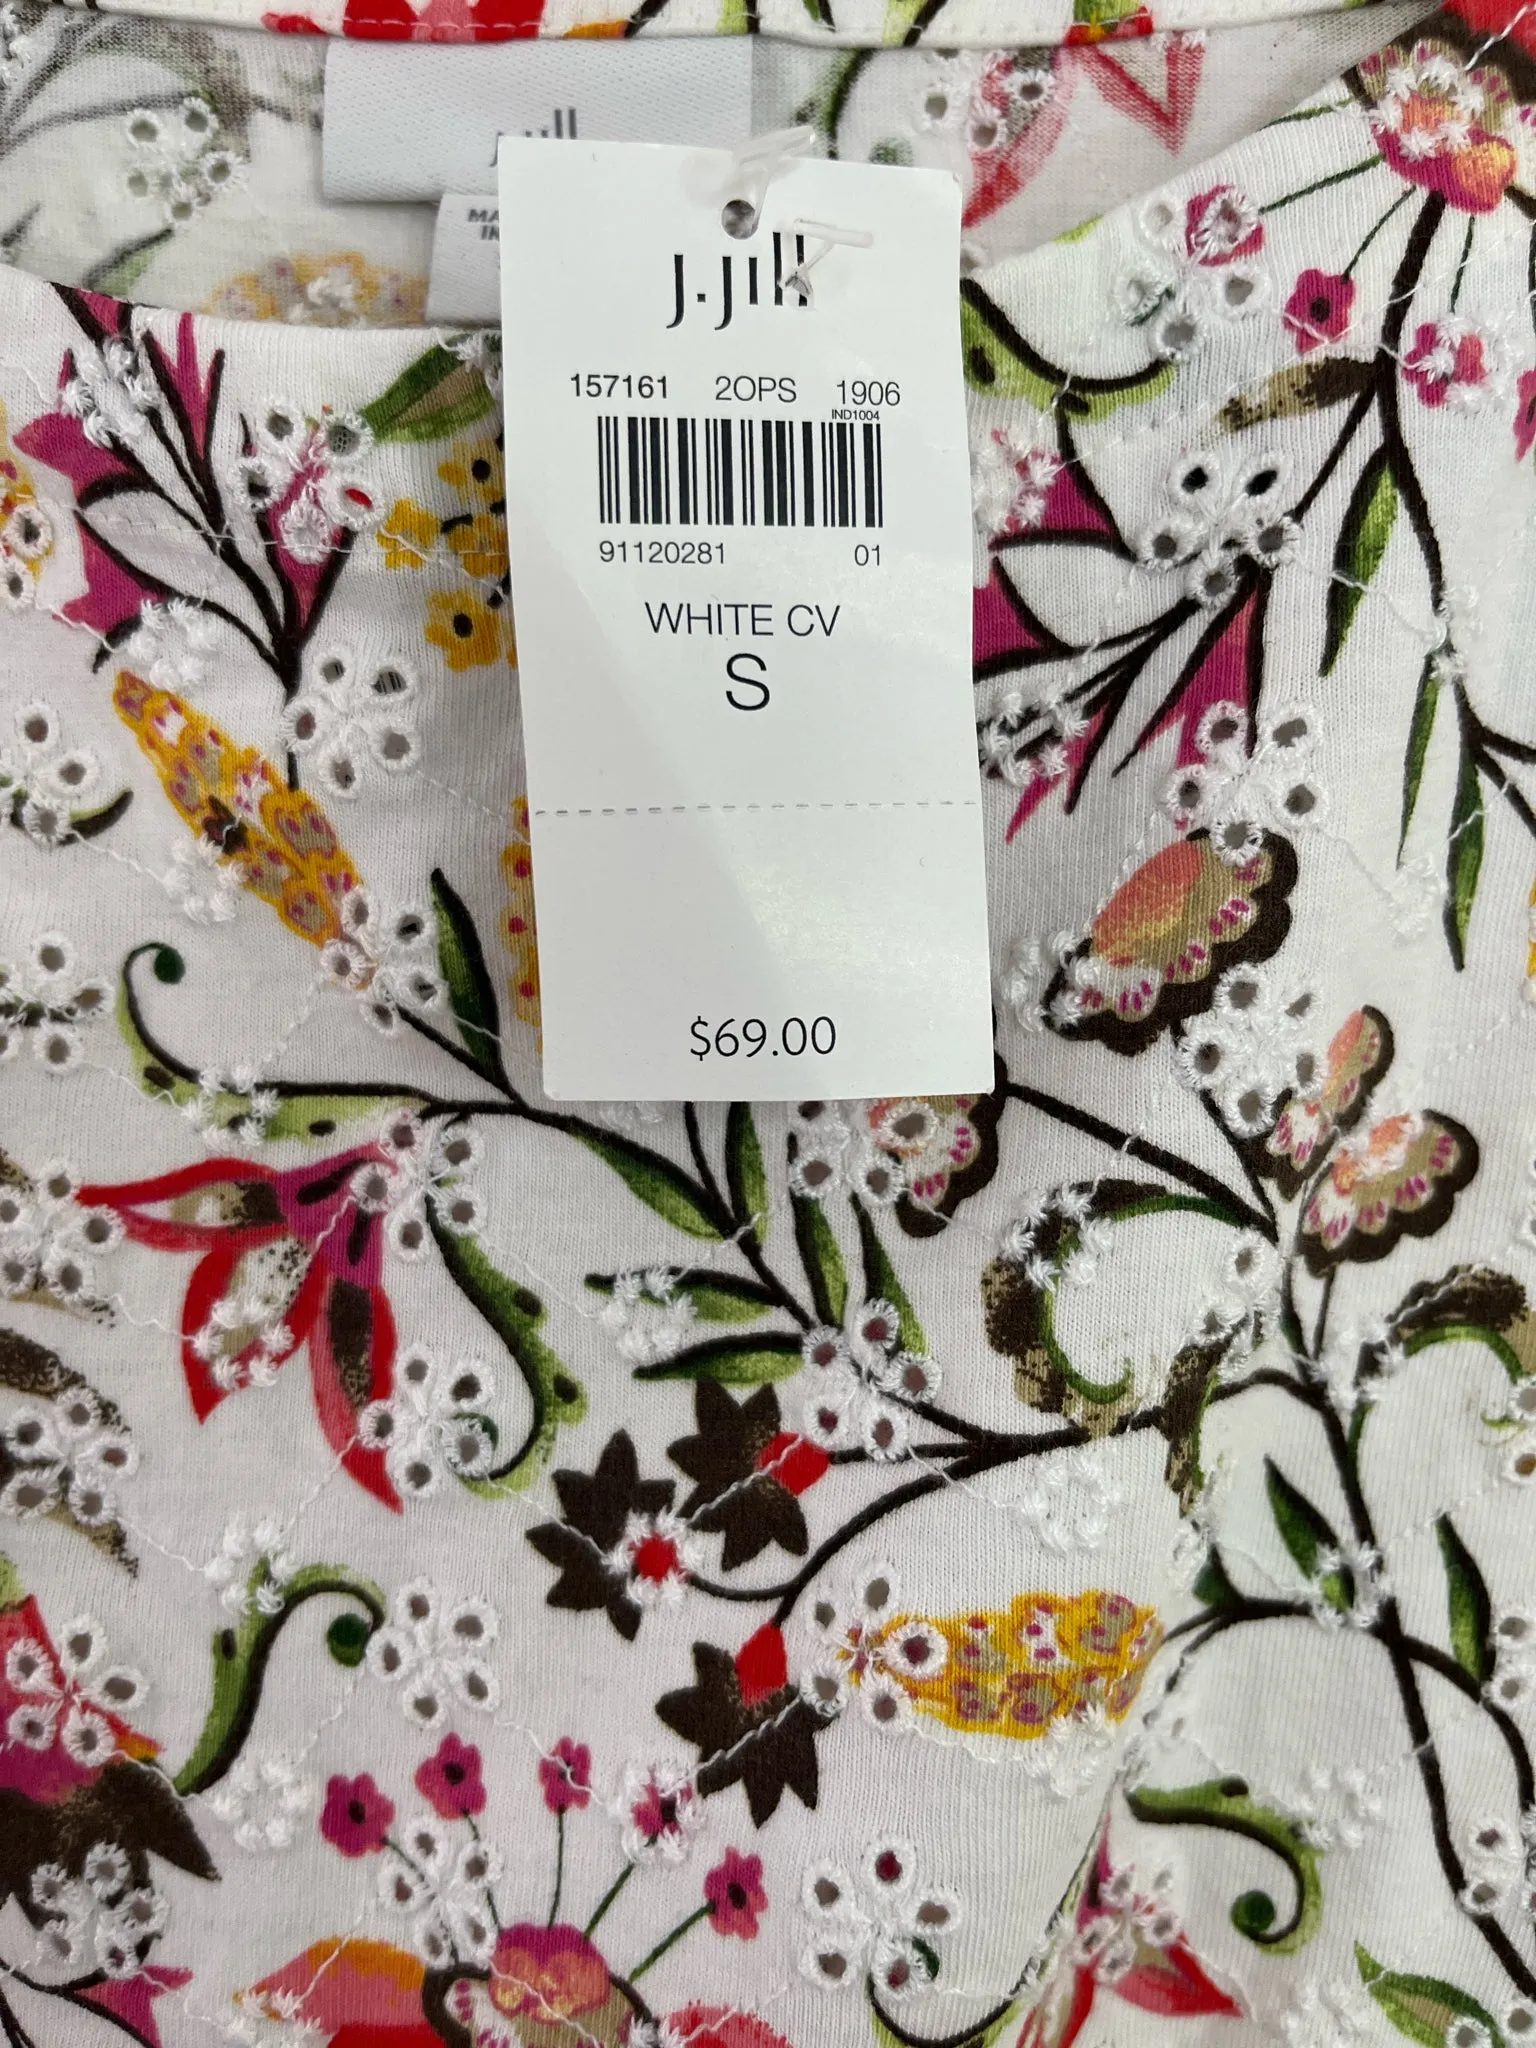 J.Jill
157161 2OPS 1906
IND1004
91120281 01
WHITE CV
S
$69.00